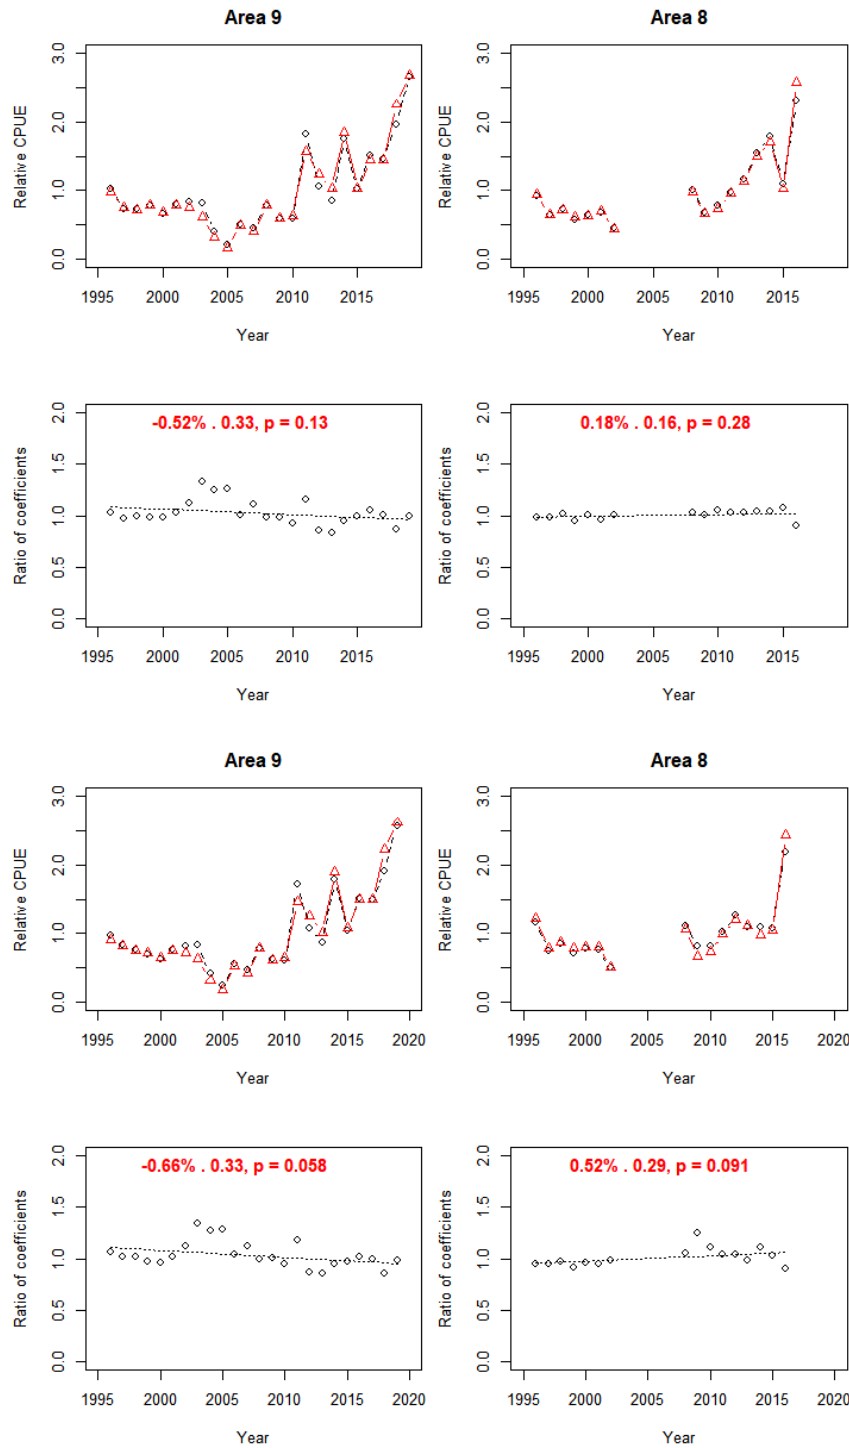 Area 9
Relative CPUE
0.0 1.0 2.0 3.0
1995 2000 2005 2010 2015
Year
Area 8
Relative CPUE
0.0 1.0 2.0 3.0
1995 2000 2005 2010 2015
Year
-0.52% . 0.33, p = 0.13
Ratio of coefficients
0.0 0.5 1.0 1.5 2.0
1995 2000 2005 2010 2015
Year
0.18% . 0.16, p = 0.28
Ratio of coefficients
0.0 0.5 1.0 1.5 2.0
1995 2000 2005 2010 2015
Year
Area 9
Relative CPUE
0.0 1.0 2.0 3.0
1995 2000 2005 2010 2015 2020
Year
Area 8
Relative CPUE
0.0 1.0 2.0 3.0
1995 2000 2005 2010 2015 2020
Year
-0.66% . 0.33, p = 0.058
Ratio of coefficients
0.0 0.5 1.0 1.5 2.0
1995 2000 2005 2010 2015 2020
Year
0.52% . 0.29, p = 0.091
Ratio of coefficients
0.0 0.5 1.0 1.5 2.0
1995 2000 2005 2010 2015 2020
Year